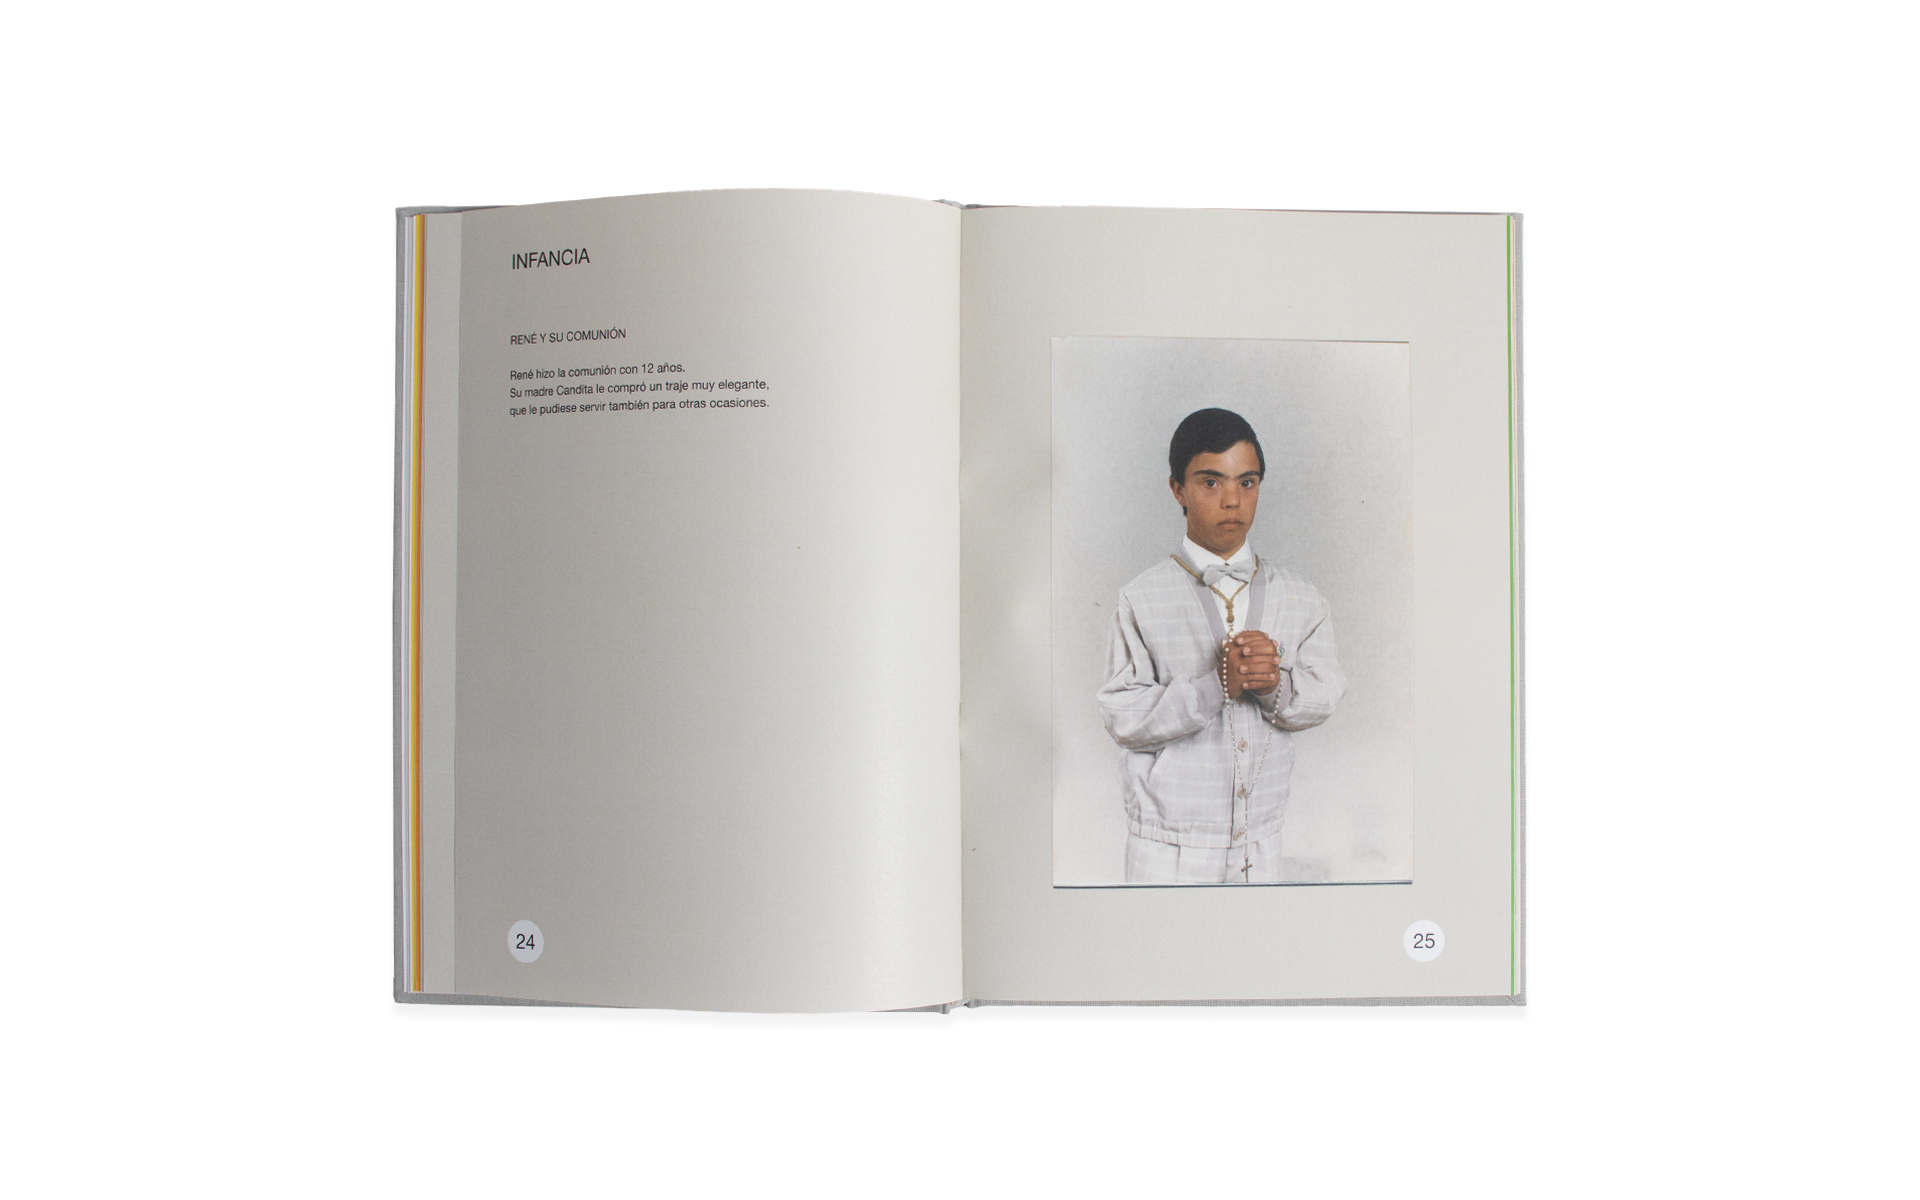 INFANCIA
RENÉ Y SU COMUNIÓN
René hizo la comunión con 12 años.
Su madre Candita le compró un traje muy elegante,
que le pudiese servir también para otras ocasiones.
24
25